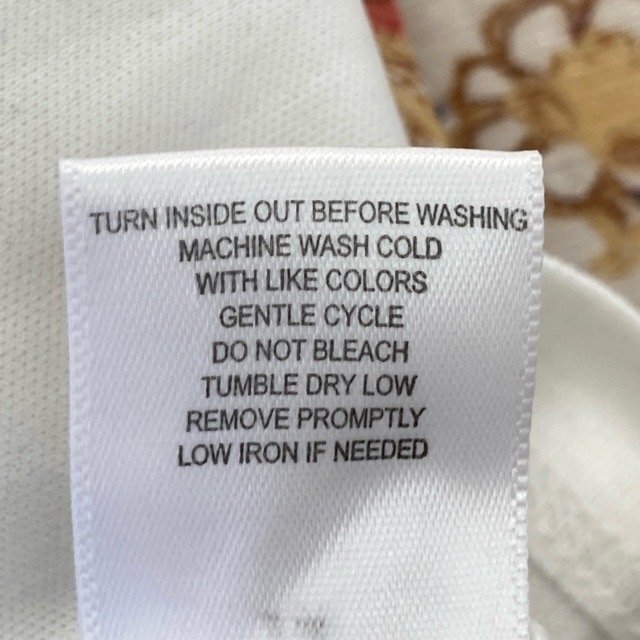 TURN INSIDE OUT BEFORE WASHING
MACHINE WASH COLD
WITH LIKE COLORS
GENTLE CYCLE
DO NOT BLEACH
TUMBLE DRY LOW
REMOVE PROMPTLY
LOW IRON IF NEEDED